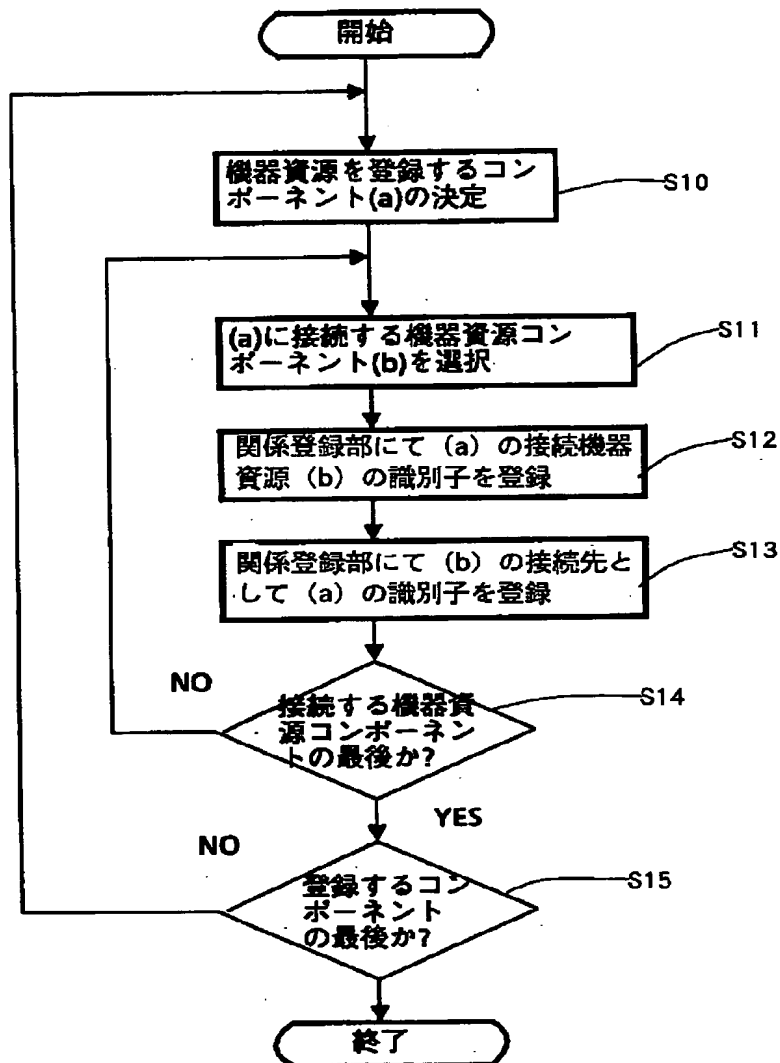 開始
機器資源を登録するコン
ポーネント(a)の決定
S10
(a)に接続する機器資源コン
ポーネント(b)を選択
S11
関係登録部にて（a）の接続機器
資源（b）の識別子を登録
S12
関係登録部にて（b）の接続先と
して（a）の識別子を登録
S13
NO
接続する機器資
源コンポーネン
トの最後か?
S14
YES
NO
登録するコン
ポーネント
の最後か?
S15
終了